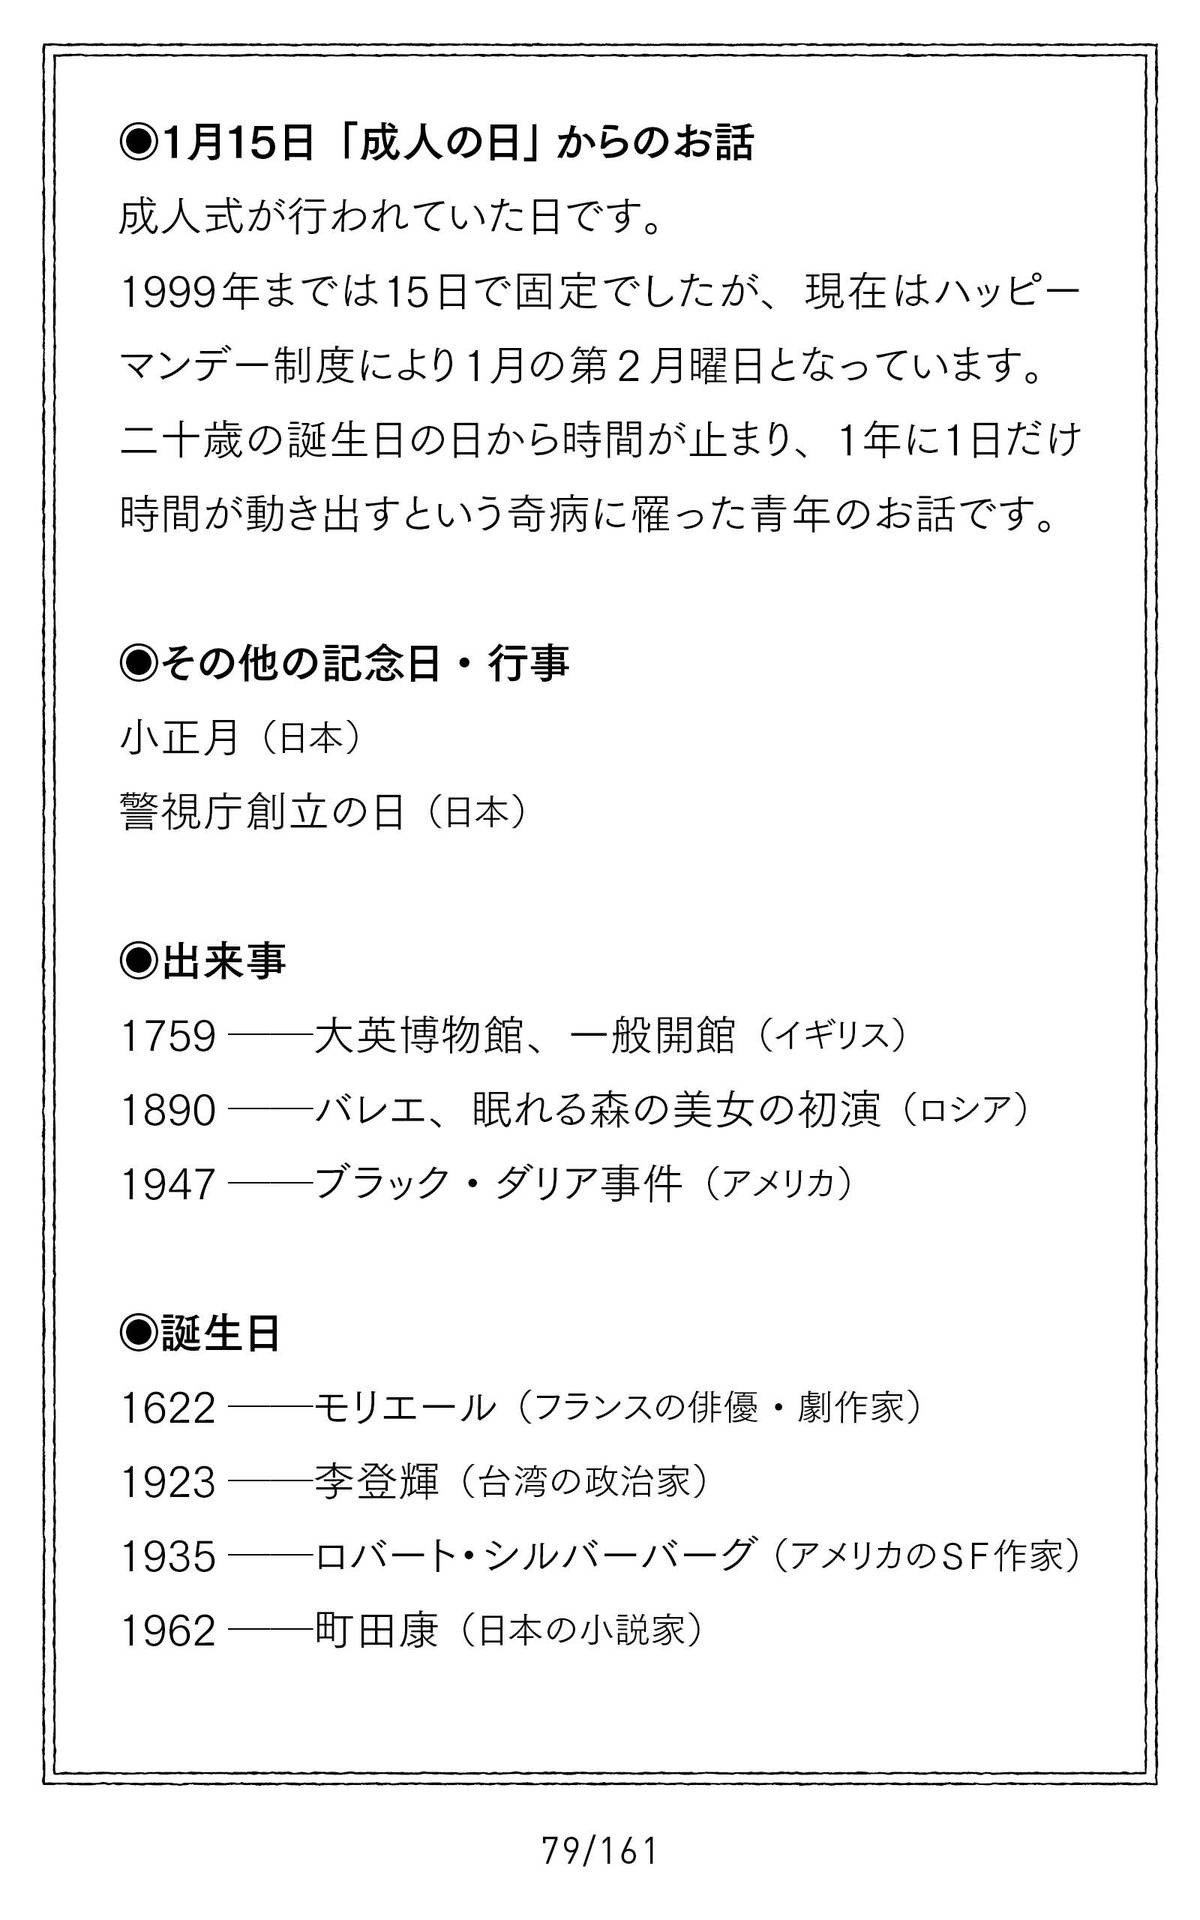 ◉1月15日「成人の日」からのお話
成人式が行われていた日です。
1999年までは15日で固定でしたが、現在はハッピー
マンデー制度により1月の第２月曜日となっています。
二十歳の誕生日の日から時間が止まり、1年に1日だけ
時間が動き出すという奇病に罹った青年のお話です。
◉その他の記念日・行事
小正月（日本）
警視庁創立の日（日本）
◉出来事
1759 ――大英博物館、一般開館（イギリス）
1890 ――バレエ、眠れる森の美女の初演（ロシア）
1947 ――ブラック・ダリア事件（アメリカ）
◉誕生日
1622 ――モリエール（フランスの俳優・劇作家）
1923 ――李登輝（台湾の政治家）
1935 ――ロバート・シルバーバーグ（アメリカのＳＦ作家）
1962 ――町田康（日本の小説家）
79/161